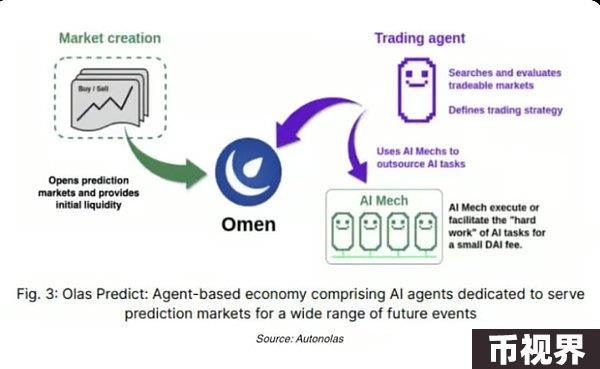 Market creation
Trading agent
Buy / Sell
Searches and evaluates
tradeable markets
Defines trading strategy
Uses AI Mechs to
outsource AI tasks
Opens prediction
markets and provides
initial liquidity
Omen
AI Mech
AI Mech execute or
facilitate the "hard
work" of AI tasks for
a small DAI fee.
Fig. 3: Olas Predict: Agent-based economy comprising AI agents dedicated to serve
prediction markets for a wide range of future events
Source: Autonolas
币视界